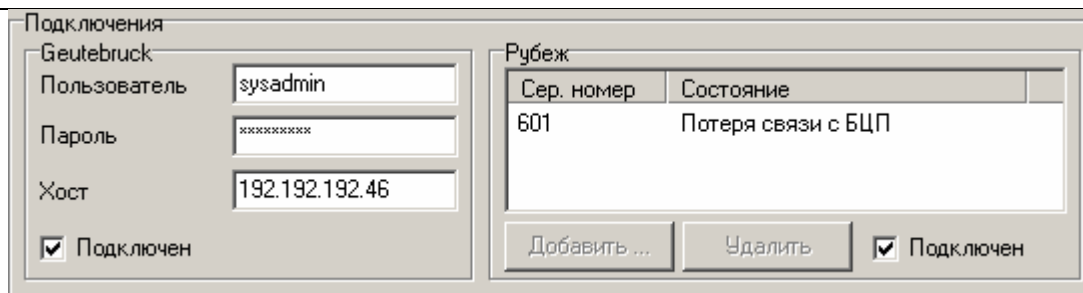 Подключения
Geutebruck
Пользователь sysadmin
Пароль xxxxxxxxx
Хост 192.192.192.46
Подключен
Рубеж
Сер. номер Состояние
601 Потеря связи с БЦП
Добавить ... Удалить Подключен